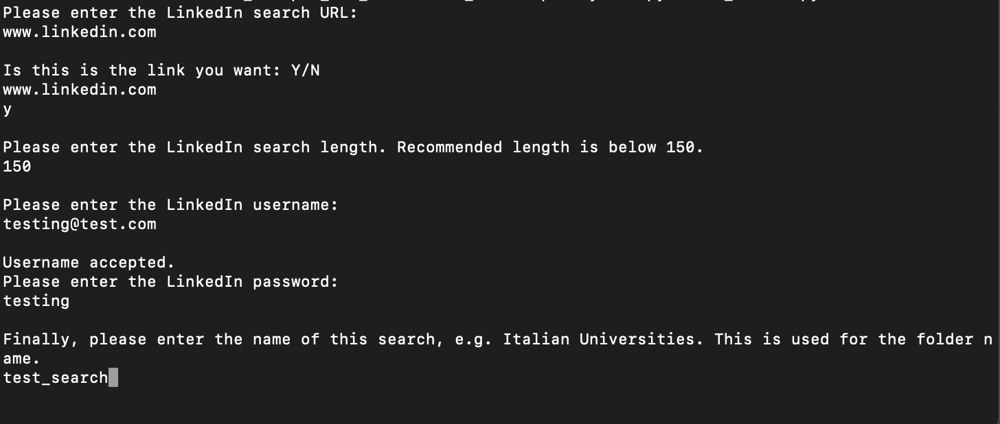 Please enter the LinkedIn search URL:
www.linkedin.com
Is this is the link you want: Y/N
www.linkedin.com
y
Please enter the LinkedIn search length. Recommended length is below 150.
150
Please enter the LinkedIn username:
testing@test.com
Username accepted.
Please enter the LinkedIn password:
testing
Finally, please enter the name of this search, e.g. Italian Universities. This is used for the folder n
ame.
test_search